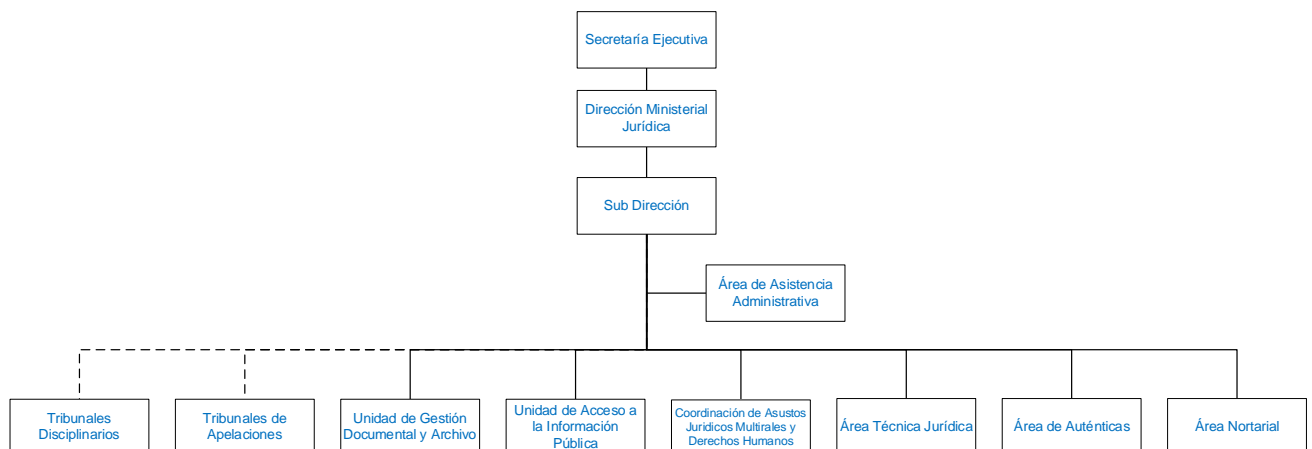 Secretaría Ejecutiva
Dirección Ministerial
Jurídica
Sub Dirección
Área de Asistencia
Administrativa
Tribunales
Disciplinarios
Tribunales de
Apelaciones
Unidad de Gestión
Documental y Archivo
Unidad de Acceso a
la Información
Pública
Coordinación de Asustos
Juridicos Multirales y
Derechos Humanos
Área Técnica Jurídica
Área de Auténticas
Área Nortarial